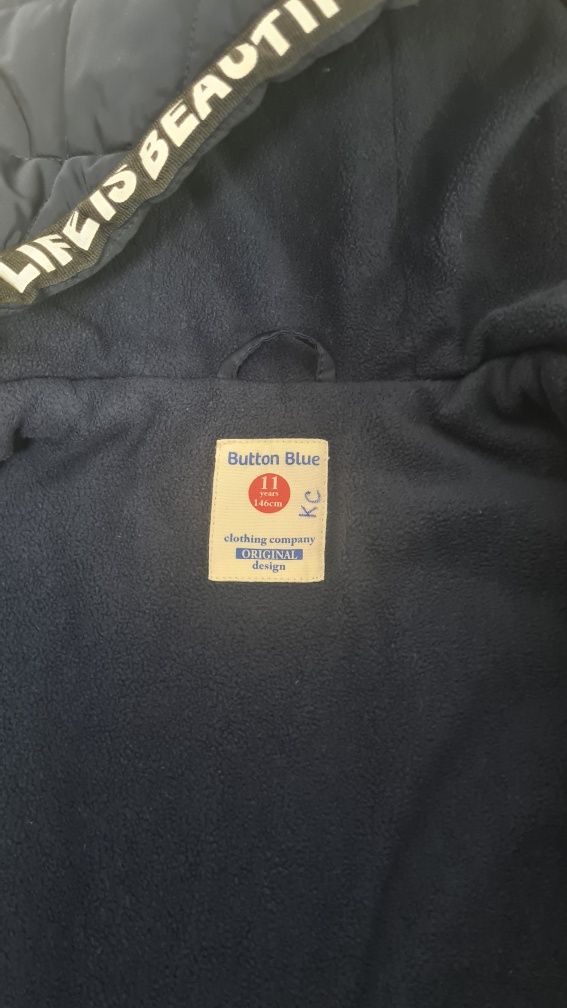 LIFE IS BEAUTI
Button Blue
11
years
146cm
KC
clothing company
ORIGINAL
design